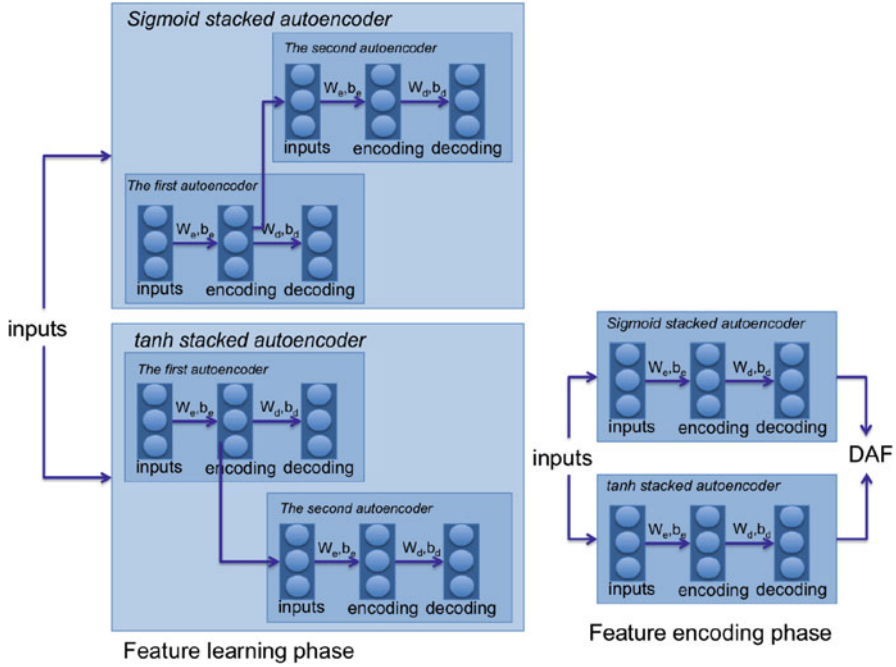 Sigmoid stacked autoencoder
The second autoencoder
We,be Wd,bd
inputs encoding decoding
The first autoencoder
We,be Wd,bd
inputs encoding decoding
inputs
tanh stacked autoencoder
The first autoencoder
We,be Wd,bd
inputs encoding decoding
The second autoencoder
We,be Wd,bd
inputs encoding decoding
Feature learning phase
Sigmoid stacked autoencoder
We,be Wd,bd
inputs encoding decoding
inputs
DAF
tanh stacked autoencoder
We,be Wd,bd
inputs encoding decoding
Feature encoding phase